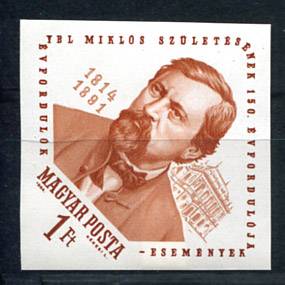 YBL MIKLÓS SZÜLETÉSÉNEK 150. ÉVFORDULÓJA
ÉVFORDULÓK
-ESEMÉNYEK
1814
1891
MAGYAR POSTA
1 Ft